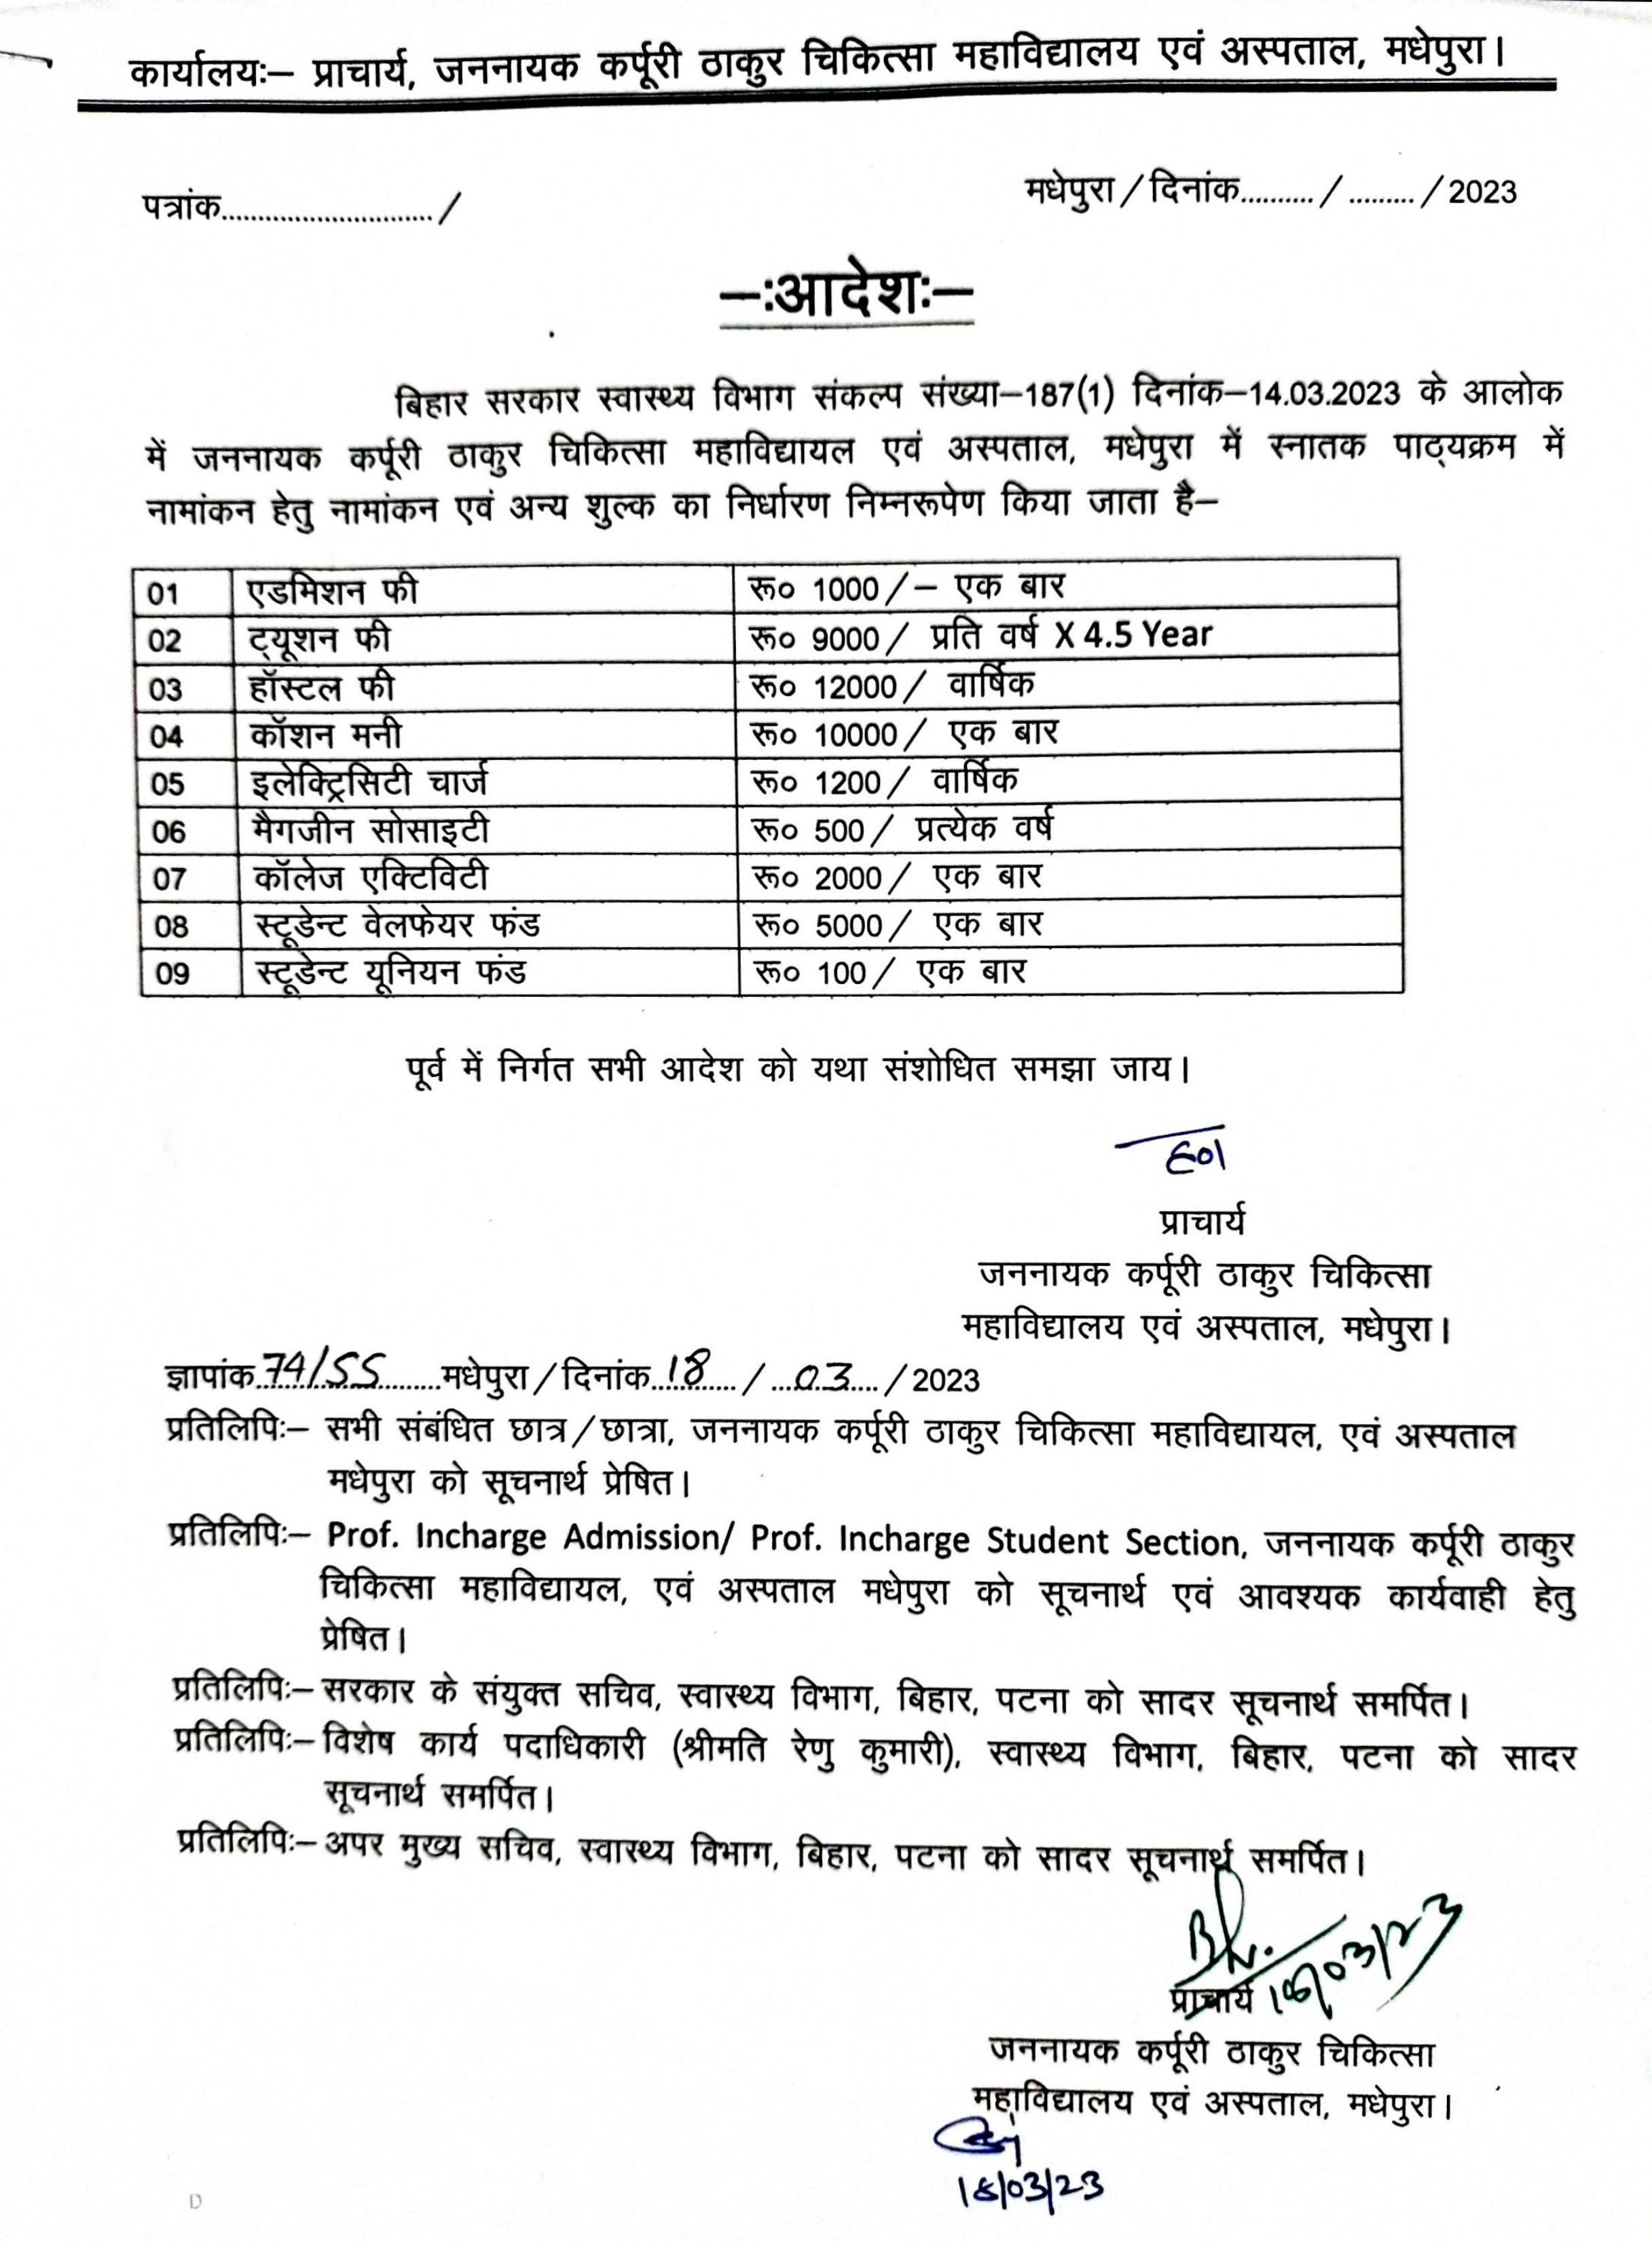 कार्यालयः– प्राचार्य, जननायक कर्पूरी ठाकुर चिकित्सा महाविद्यालय एवं अस्पताल, मधेपुरा।
पत्रांक............................/
मधेपुरा/दिनांक........../........./2023
–ःआदेशः–
बिहार सरकार स्वास्थ्य विभाग संकल्प संख्या–187(1) दिनांक–14.03.2023 के आलोक
में जननायक कर्पूरी ठाकुर चिकित्सा महाविद्यायल एवं अस्पताल, मधेपुरा में स्नातक पाठ्यक्रम में
नामांकन हेतु नामांकन एवं अन्य शुल्क का निर्धारण निम्नरूपेण किया जाता है–
01 एडमिशन फी रू० 1000/– एक बार
02 ट्यूशन फी रू० 9000/ प्रति वर्ष X 4.5 Year
03 हॉस्टल फी रू० 12000/ वार्षिक
04 कॉशन मनी रू० 10000/ एक बार
05 इलेक्ट्रिसिटी चार्ज रू० 1200/ वार्षिक
06 मैगजीन सोसाइटी रू० 500/ प्रत्येक वर्ष
07 कॉलेज एक्टिविटी रू० 2000/ एक बार
08 स्टूडेन्ट वेलफेयर फंड रू० 5000/ एक बार
09 स्टूडेन्ट यूनियन फंड रू० 100/ एक बार
पूर्व में निर्गत सभी आदेश को यथा संशोधित समझा जाय।
प्राचार्य
जननायक कर्पूरी ठाकुर चिकित्सा
महाविद्यालय एवं अस्पताल, मधेपुरा।
ज्ञापांक 74/SS मधेपुरा/दिनांक 18/03/2023
प्रतिलिपिः– सभी संबंधित छात्र/छात्रा, जननायक कर्पूरी ठाकुर चिकित्सा महाविद्यायल, एवं अस्पताल
मधेपुरा को सूचनार्थ प्रेषित।
प्रतिलिपिः– Prof. Incharge Admission/ Prof. Incharge Student Section, जननायक कर्पूरी ठाकुर
चिकित्सा महाविद्यायल, एवं अस्पताल मधेपुरा को सूचनार्थ एवं आवश्यक कार्यवाही हेतु
प्रेषित।
प्रतिलिपिः– सरकार के संयुक्त सचिव, स्वास्थ्य विभाग, बिहार, पटना को सादर सूचनार्थ समर्पित।
प्रतिलिपिः– विशेष कार्य पदाधिकारी (श्रीमति रेणु कुमारी), स्वास्थ्य विभाग, बिहार, पटना को सादर
सूचनार्थ समर्पित।
प्रतिलिपिः– अपर मुख्य सचिव, स्वास्थ्य विभाग, बिहार, पटना को सादर सूचनार्थ समर्पित।
प्राचार्य 18/03/23
जननायक कर्पूरी ठाकुर चिकित्सा
महाविद्यालय एवं अस्पताल, मधेपुरा।
18/03/23
D